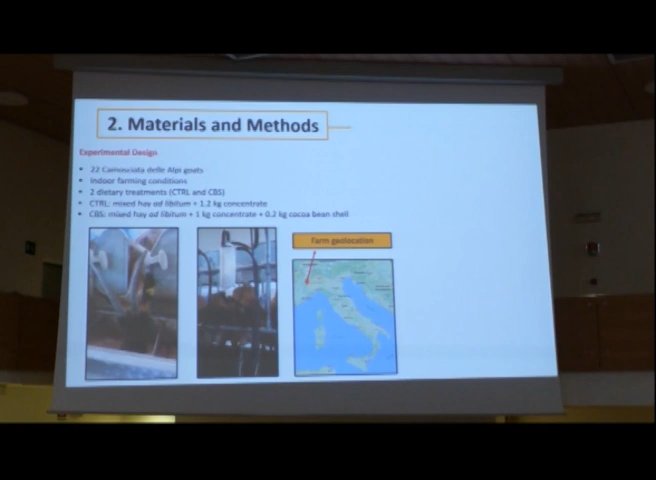 2. Materials and Methods
Experimental Design
• 22 Camosciata delle Alpi goats
• Indoor farming conditions
• 2 dietary treatments (CTRL and CBS)
• CTRL: mixed hay ad libitum + 1.2 kg concentrate
• CBS: mixed hay ad libitum + 1 kg concentrate + 0.2 kg cocoa bean shell
Farm geolocation